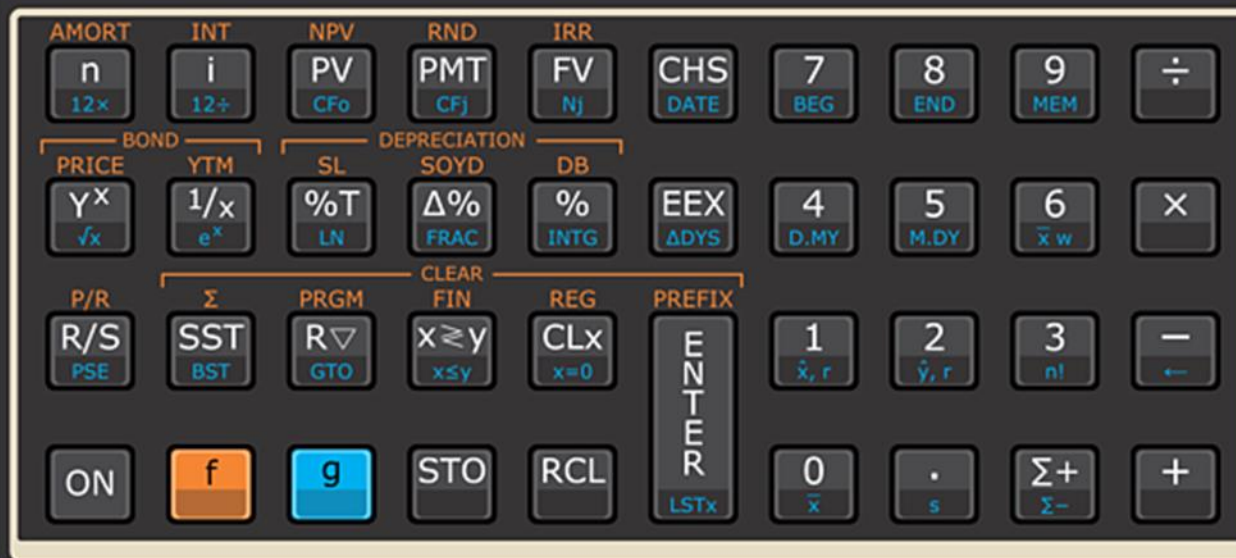 AMORT INT NPV RND IRR
n i PV PMT FV CHS 7 8 9 ÷
12× 12÷ CFo CFj Nj DATE BEG END MEM
BOND DEPRECIATION
PRICE YTM SL SOYD DB
Yˣ 1/x %T Δ% % EEX 4 5 6 ×
√x eˣ LN FRAC INTG ΔDYS D.MY M.DY x̅ w
CLEAR
P/R Σ PRGM FIN REG PREFIX
R/S SST R▽ x≷y CLx ENTER 1 2 3 −
PSE BST GTO x≤y x=0 x̂, r ŷ, r n! ←
ON f g STO RCL 0 . Σ+ +
LSTx x̅ s Σ−